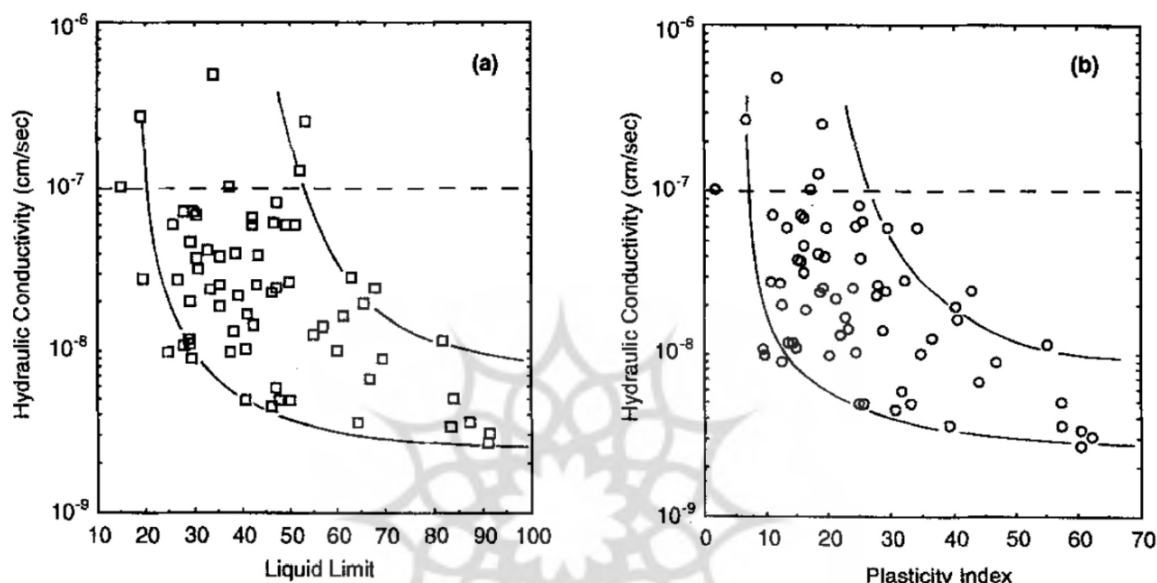 (a)
Hydraulic Conductivity (cm/sec)
10-6
10-7
10-8
10-9
10 20 30 40 50 60 70 80 90 100
Liquid Limit
(b)
Hydraulic Conductivity (cm/sec)
10-6
10-7
10-8
10-9
0 10 20 30 40 50 60 70
Plasticity Index